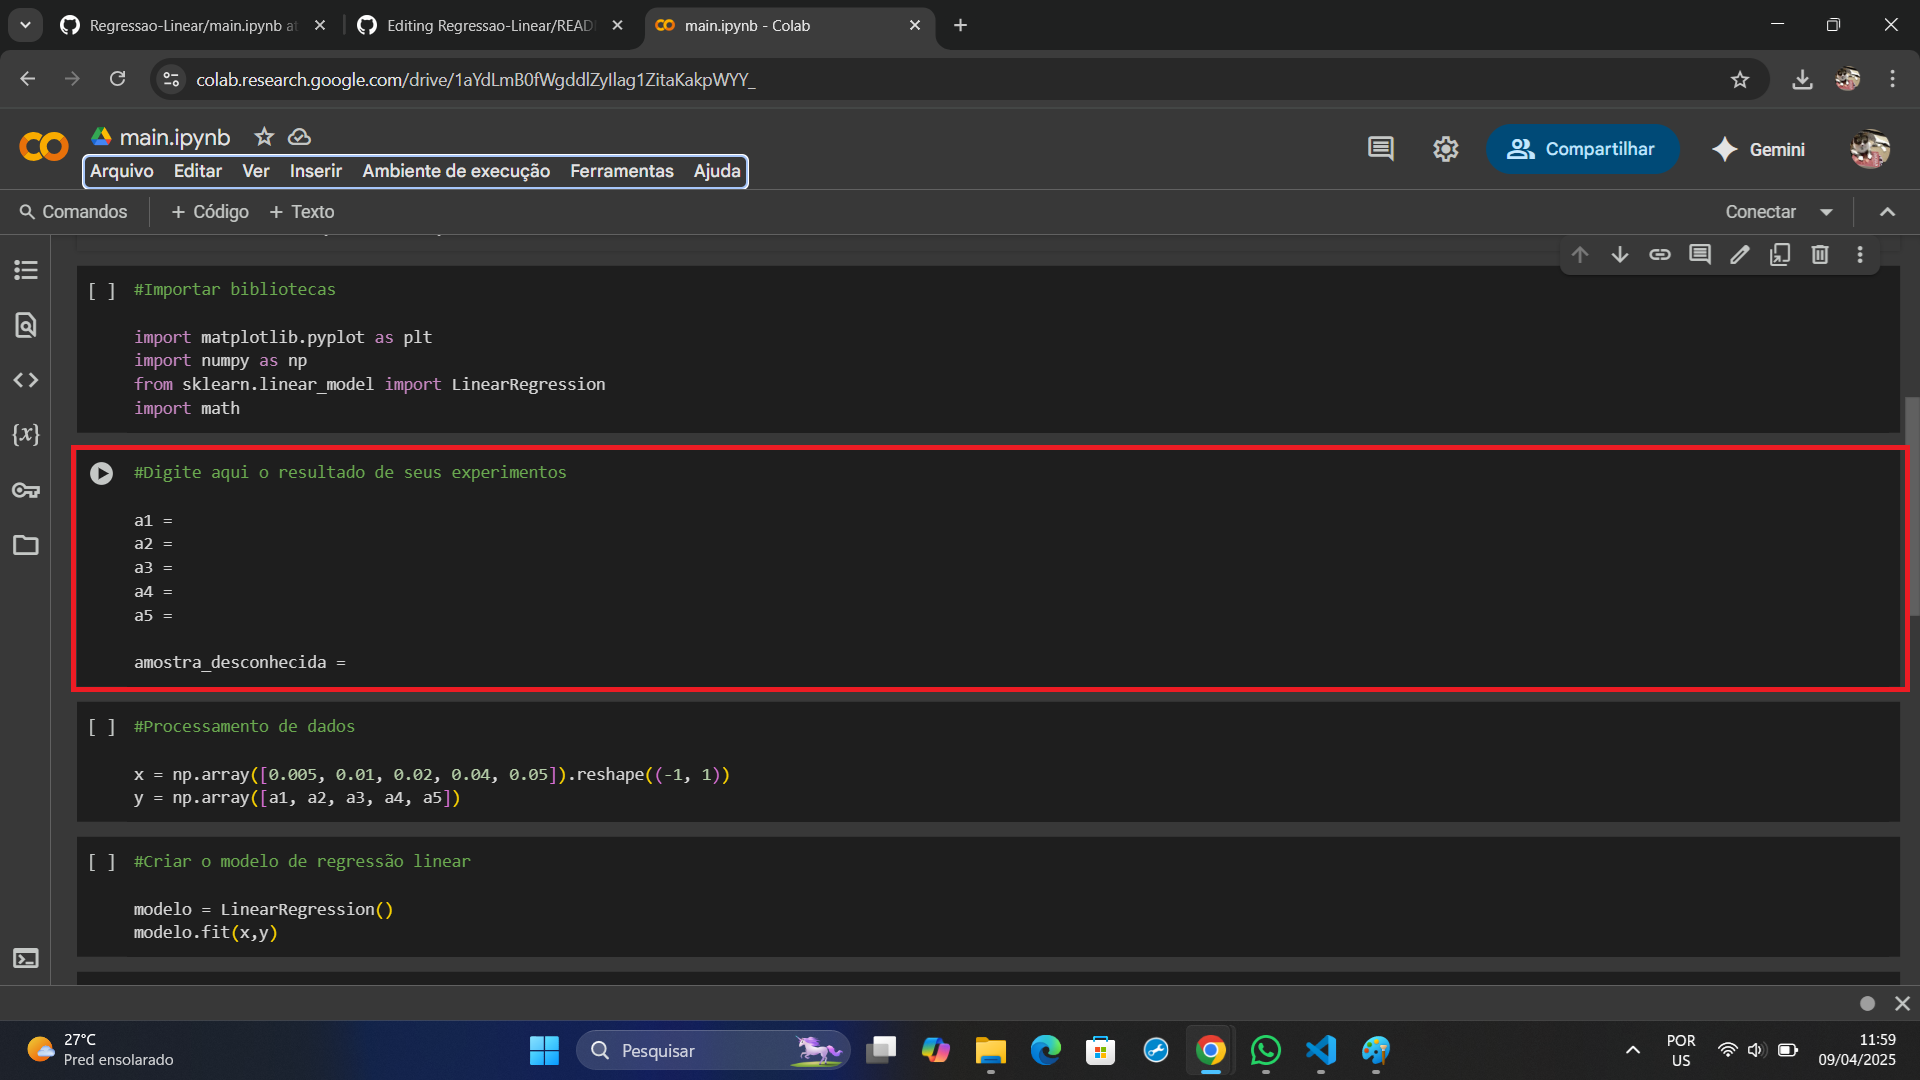 Regressao-Linear/main.ipynb at
Editing Regressao-Linear/READ
main.ipynb - Colab
colab.research.google.com/drive/1aYdLmB0fWgddlZyIlag1ZitaKakpWYY_
main.ipynb
Arquivo Editar Ver Inserir Ambiente de execução Ferramentas Ajuda
Compartilhar
Gemini
Comandos
+ Código
+ Texto
Conectar
[ ] #Importar bibliotecas
import matplotlib.pyplot as plt
import numpy as np
from sklearn.linear_model import LinearRegression
import math
#Digite aqui o resultado de seus experimentos
a1 =
a2 =
a3 =
a4 =
a5 =
amostra_desconhecida =
[ ] #Processamento de dados
x = np.array([0.005, 0.01, 0.02, 0.04, 0.05]).reshape((-1, 1))
y = np.array([a1, a2, a3, a4, a5])
[ ] #Criar o modelo de regressão linear
modelo = LinearRegression()
modelo.fit(x,y)
27°C
Pred ensolarado
Pesquisar
POR
US
11:59
09/04/2025